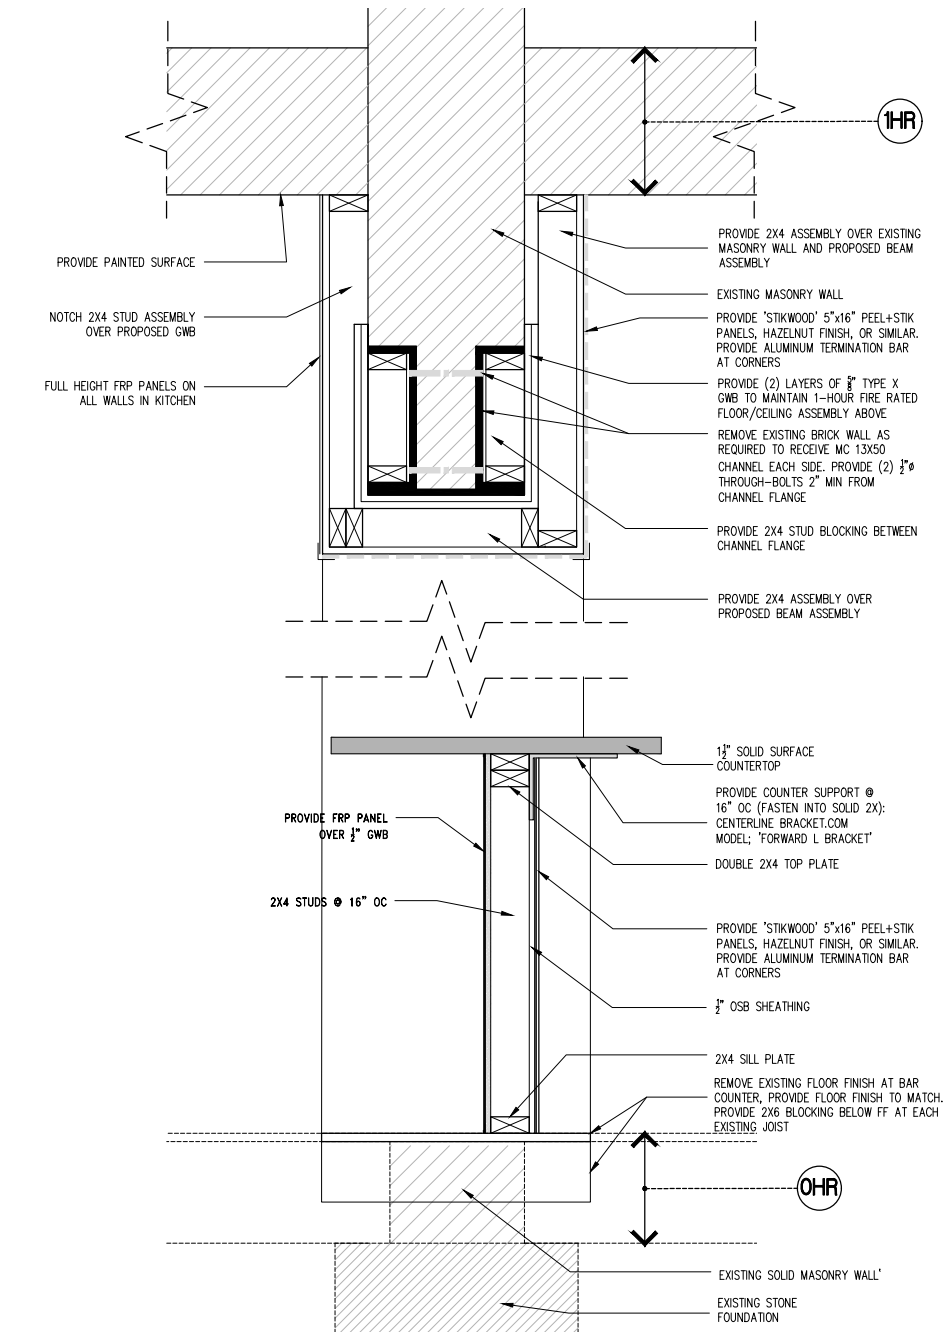 1HR
PROVIDE 2X4 ASSEMBLY OVER EXISTING
MASONRY WALL AND PROPOSED BEAM
ASSEMBLY
PROVIDE PAINTED SURFACE
EXISTING MASONRY WALL
NOTCH 2X4 STUD ASSEMBLY
OVER PROPOSED GWB
PROVIDE 'STIKWOOD' 5"x16" PEEL+STIK
PANELS, HAZELNUT FINISH, OR SIMILAR.
PROVIDE ALUMINUM TERMINATION BAR
AT CORNERS
FULL HEIGHT FRP PANELS ON
ALL WALLS IN KITCHEN
PROVIDE (2) LAYERS OF 5/8" TYPE X
GWB TO MAINTAIN 1-HOUR FIRE RATED
FLOOR/CEILING ASSEMBLY ABOVE
REMOVE EXISTING BRICK WALL AS
REQUIRED TO RECEIVE MC 13X50
CHANNEL EACH SIDE. PROVIDE (2) 1/2"ø
THROUGH-BOLTS 2" MIN FROM
CHANNEL FLANGE
PROVIDE 2X4 STUD BLOCKING BETWEEN
CHANNEL FLANGE
PROVIDE 2X4 ASSEMBLY OVER
PROPOSED BEAM ASSEMBLY
1 1/2" SOLID SURFACE
COUNTERTOP
PROVIDE COUNTER SUPPORT @
16" OC (FASTEN INTO SOLID 2X):
CENTERLINE BRACKET.COM
MODEL; 'FORWARD L BRACKET'
PROVIDE FRP PANEL
OVER 1/2" GWB
DOUBLE 2X4 TOP PLATE
2X4 STUDS @ 16" OC
PROVIDE 'STIKWOOD' 5"x16" PEEL+STIK
PANELS, HAZELNUT FINISH, OR SIMILAR.
PROVIDE ALUMINUM TERMINATION BAR
AT CORNERS
1/2" OSB SHEATHING
2X4 SILL PLATE
REMOVE EXISTING FLOOR FINISH AT BAR
COUNTER, PROVIDE FLOOR FINISH TO MATCH.
PROVIDE 2X6 BLOCKING BELOW FF AT EACH
EXISTING JOIST
0HR
EXISTING SOLID MASONRY WALL'
EXISTING STONE
FOUNDATION